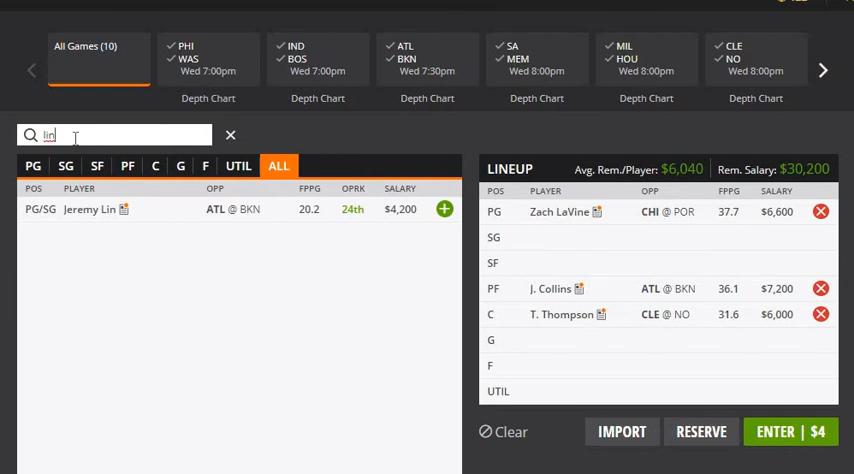 All Games (10)
PHI
WAS
Wed 7:00pm
IND
BOS
Wed 7:00pm
ATL
BKN
Wed 7:30pm
SA
MEM
Wed 8:00pm
MIL
HOU
Wed 8:00pm
CLE
NO
Wed 8:00pm
Depth Chart Depth Chart Depth Chart Depth Chart Depth Chart Depth Chart
lin
PG SG SF PF C G F UTIL ALL
POS PLAYER OPP FPPG OPRK SALARY
PG/SG Jeremy Lin ATL @ BKN 20.2 24th $4,200
LINEUP Avg. Rem./Player: $6,040 Rem. Salary: $30,200
POS PLAYER OPP FPPG SALARY
PG Zach LaVine CHI @ POR 37.7 $6,600
SG
SF
PF J. Collins ATL @ BKN 36.1 $7,200
C T. Thompson CLE @ NO 31.6 $6,000
G
F
UTIL
Clear IMPORT RESERVE ENTER | $4